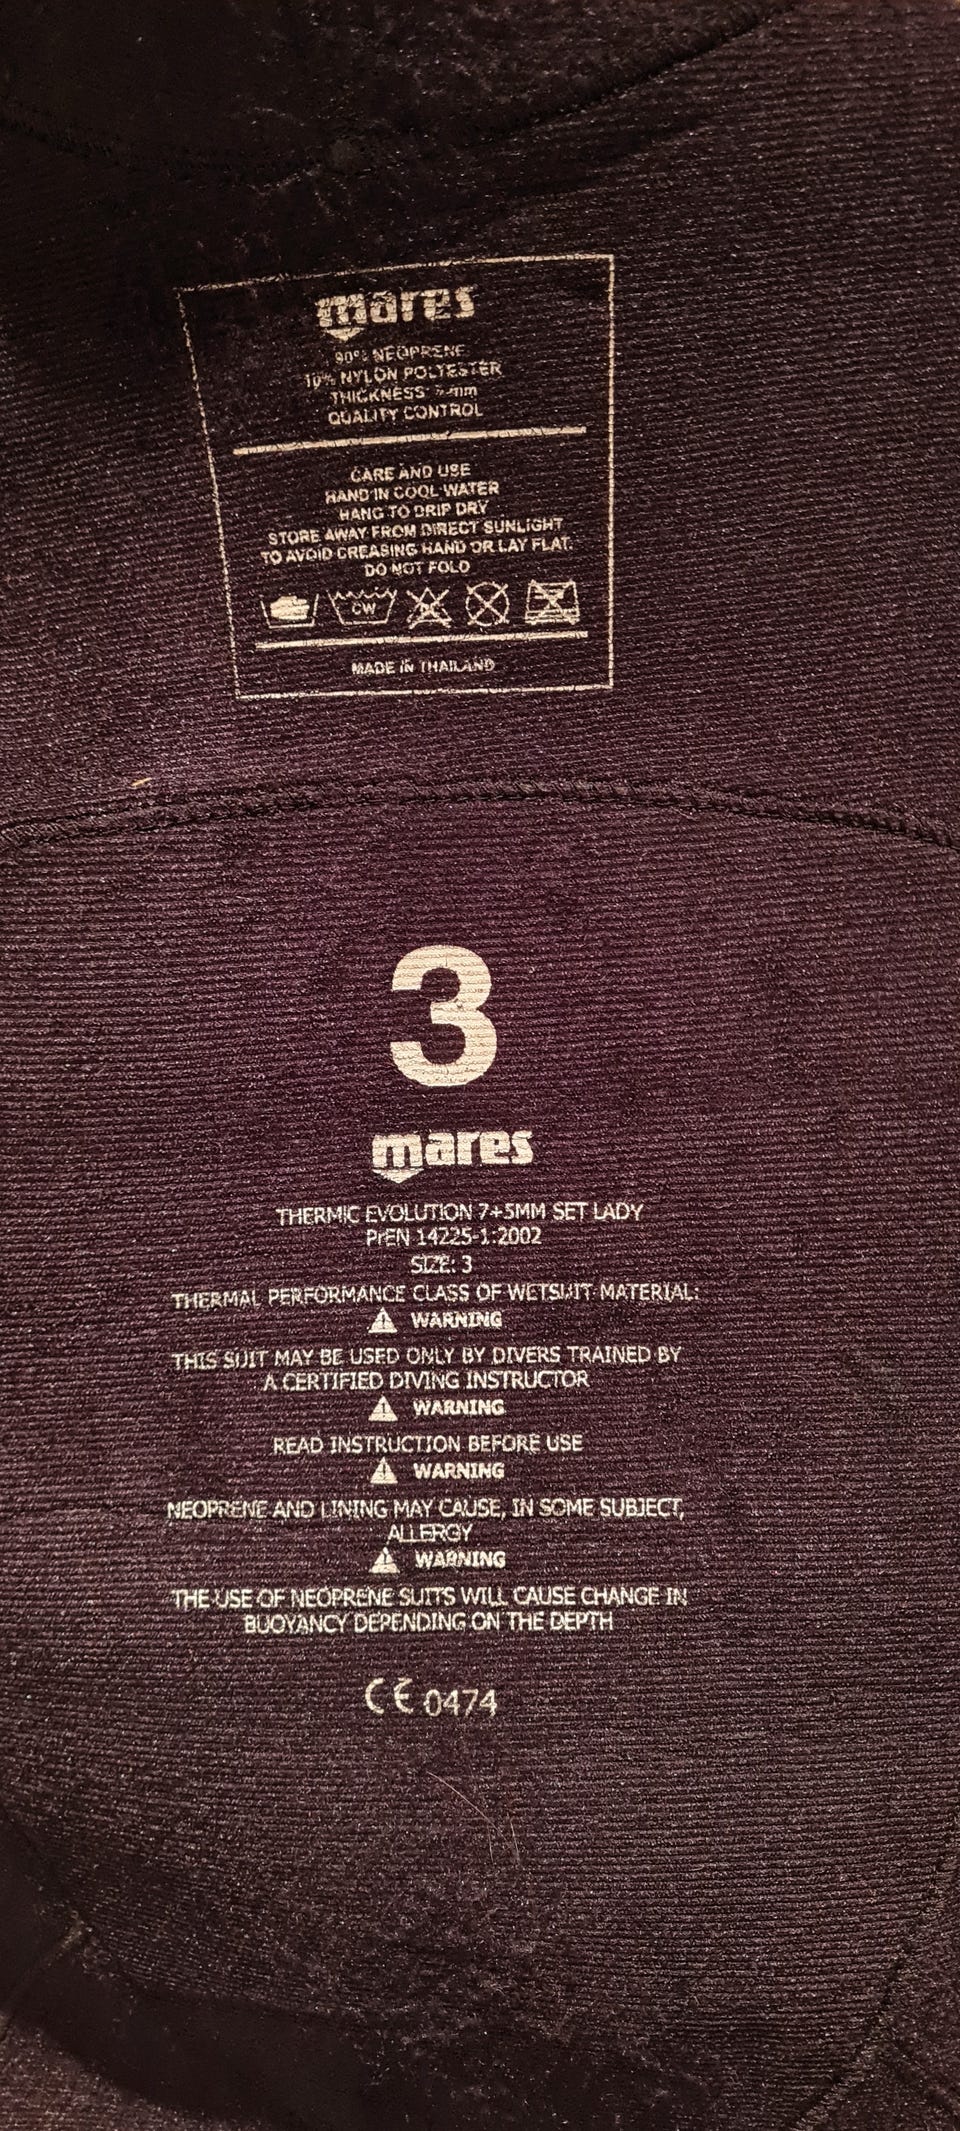 mares
90% NEOPRENE
10% NYLON POLYESTER
THICKNESS mm
QUALITY CONTROL
CARE AND USE
HAND IN COOL WATER
HANG TO DRIP DRY
STORE AWAY FROM DIRECT SUNLIGHT
TO AVOID CREASING HAND OR LAY FLAT.
DO NOT FOLD
CW
MADE IN THAILAND
3
mares
THERMIC EVOLUTION 7+5MM SET LADY
PrEN 14225-1:2002
SIZE: 3
THERMAL PERFORMANCE CLASS OF WETSUIT MATERIAL:
WARNING
THIS SUIT MAY BE USED ONLY BY DIVERS TRAINED BY
A CERTIFIED DIVING INSTRUCTOR
WARNING
READ INSTRUCTION BEFORE USE
WARNING
NEOPRENE AND LINING MAY CAUSE, IN SOME SUBJECT,
ALLERGY
WARNING
THE USE OF NEOPRENE SUITS WILL CAUSE CHANGE IN
BUOYANCY DEPENDING ON THE DEPTH
CE 0474